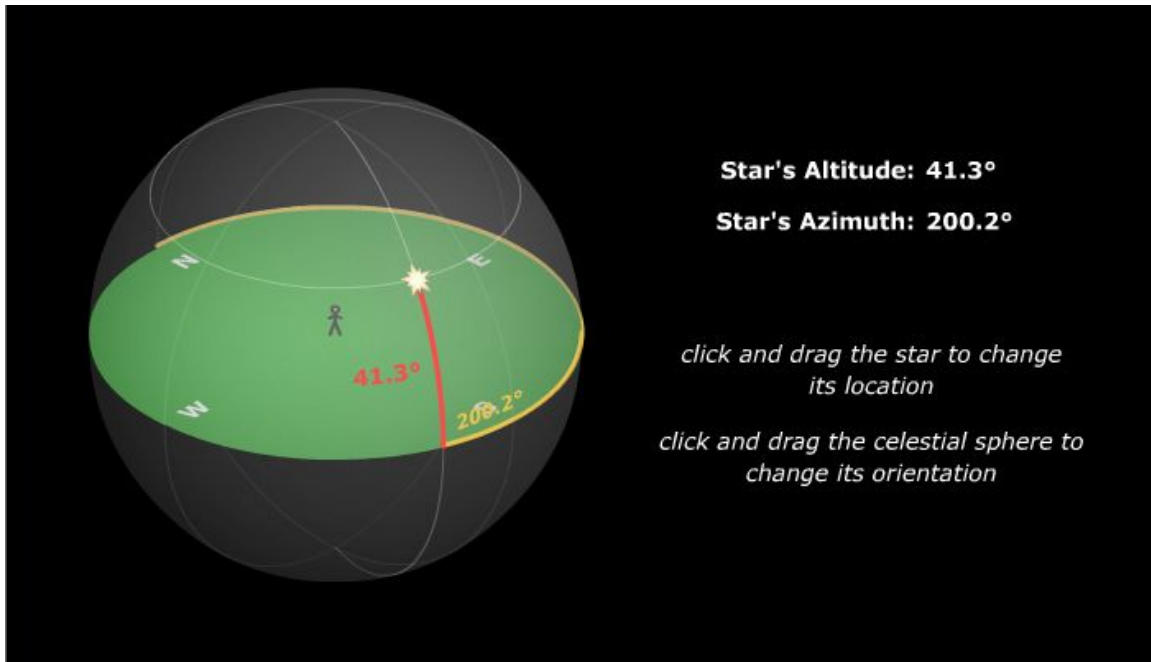 Star's Altitude: 41.3°
Star's Azimuth: 200.2°
N
E
41.3°
W
200.2°
click and drag the star to change
its location
click and drag the celestial sphere to
change its orientation